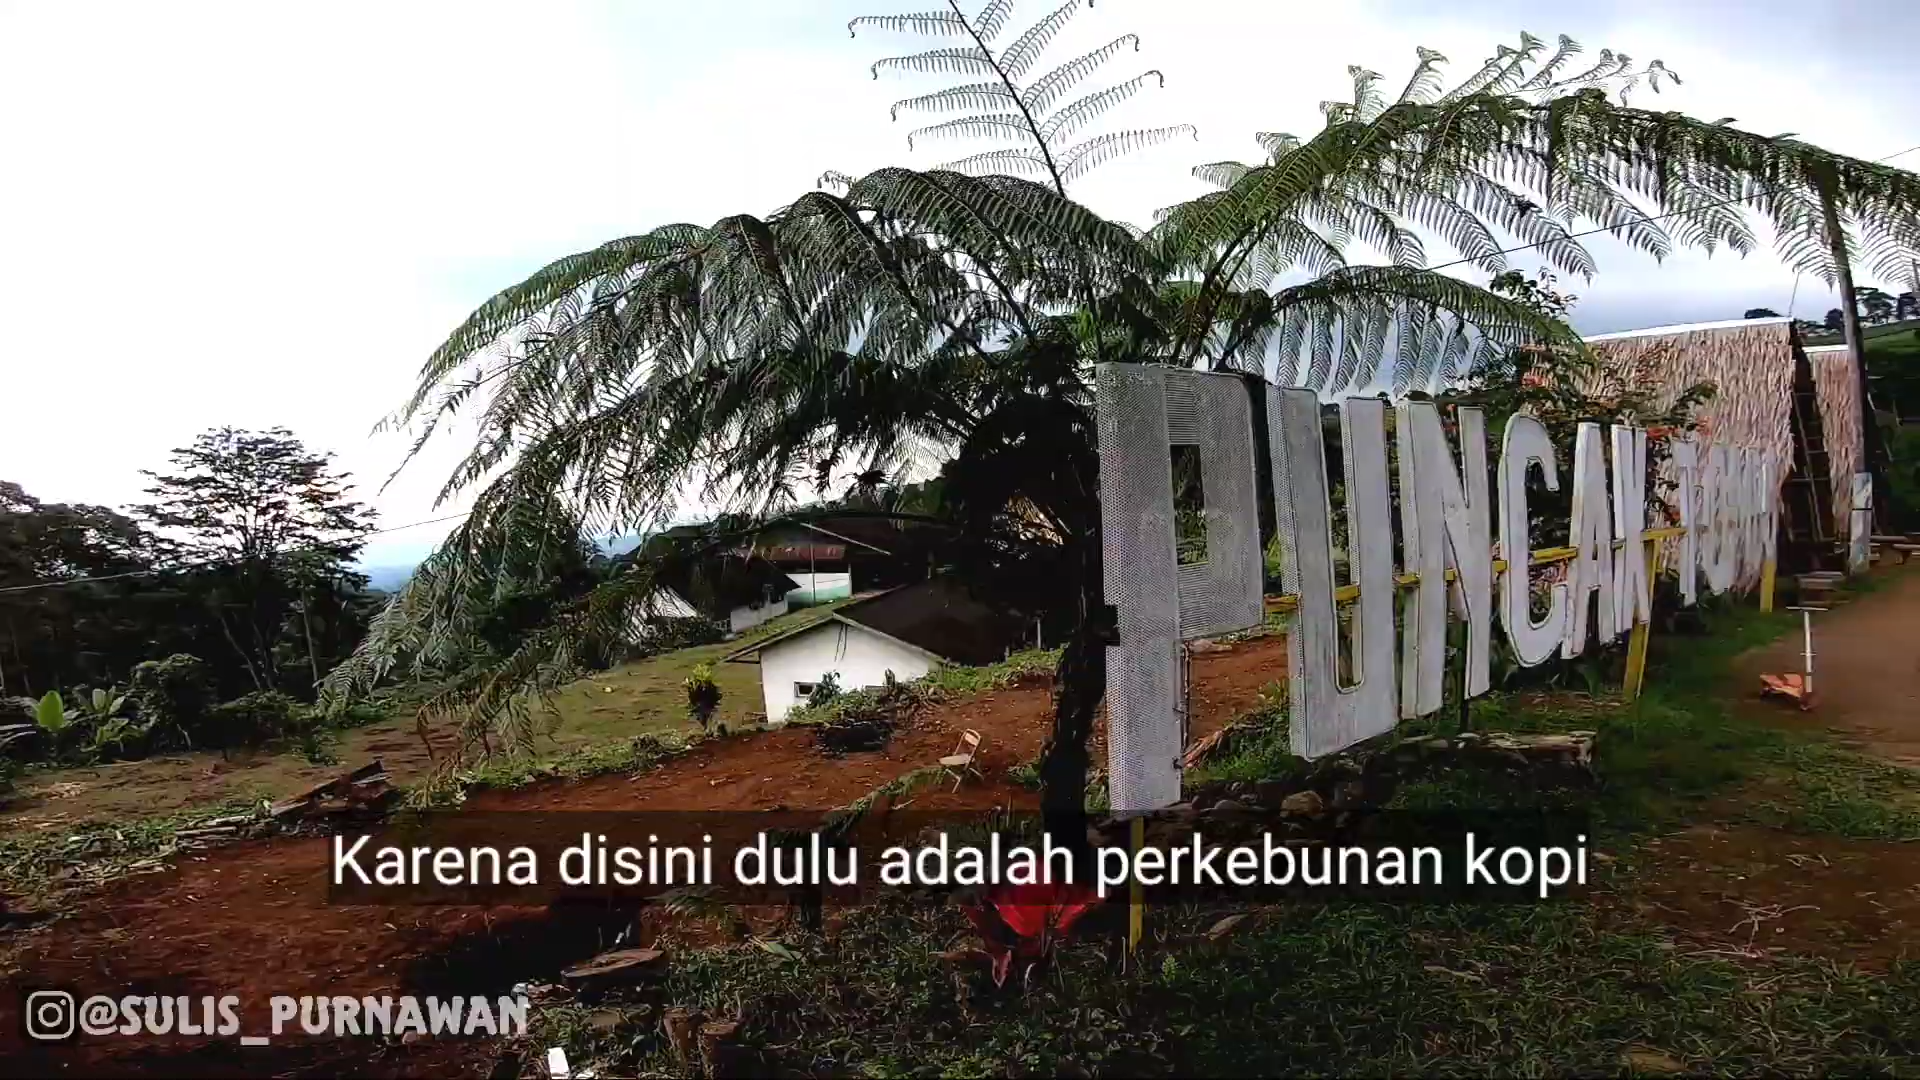 PUNCAK
Karena disini dulu adalah perkebunan kopi
@SULIS_PURNAWAN